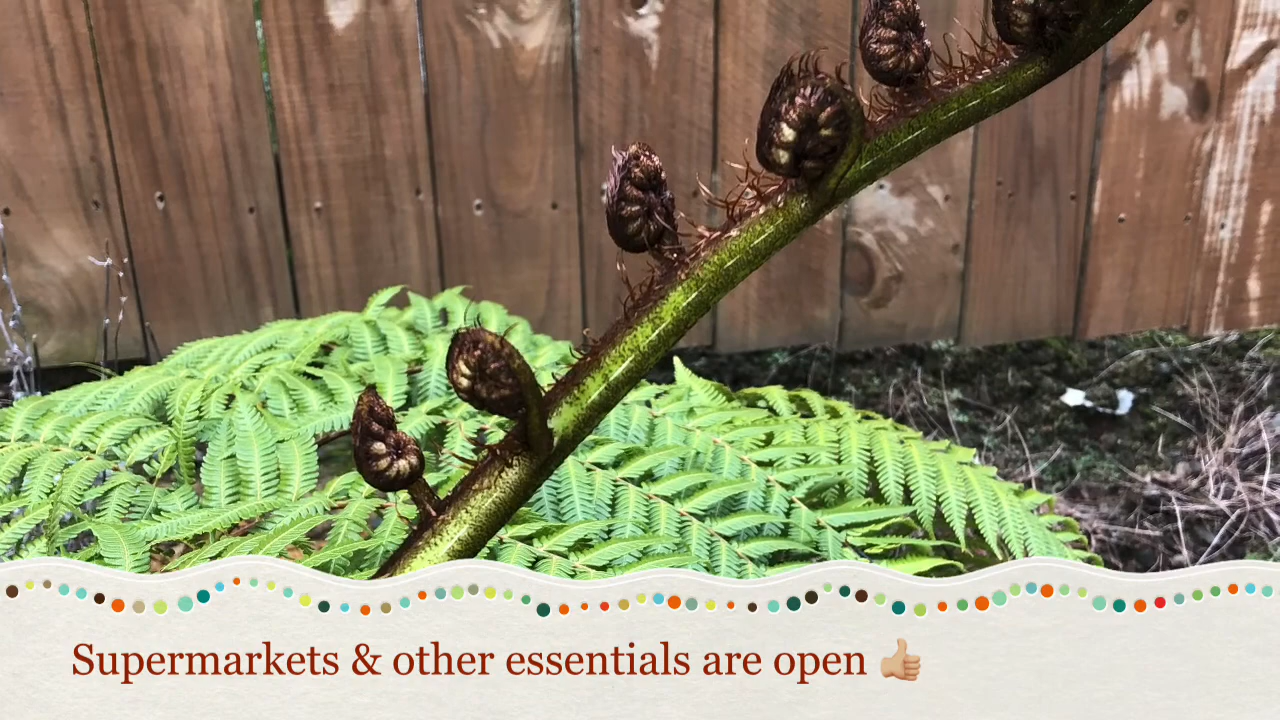 Supermarkets & other essentials are open 👍🏼